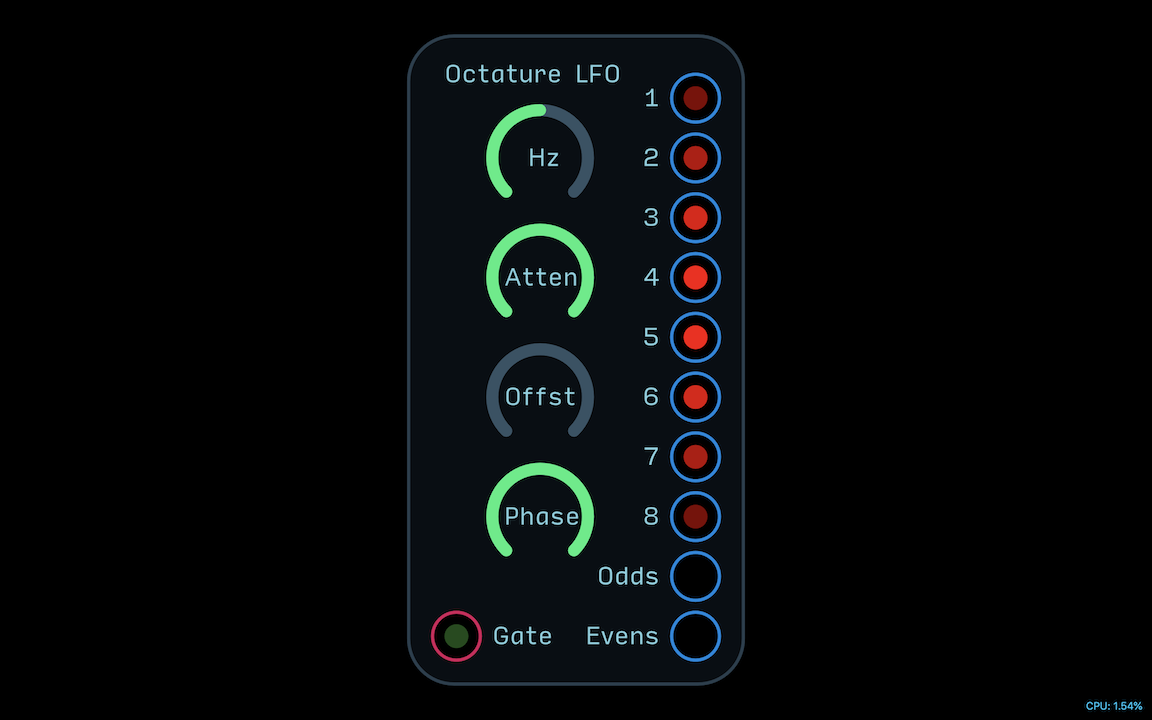 Octature LFO
1
Hz
2
3
Atten
4
5
Offst
6
7
Phase
8
Odds
Gate
Evens
CPU: 1.54%